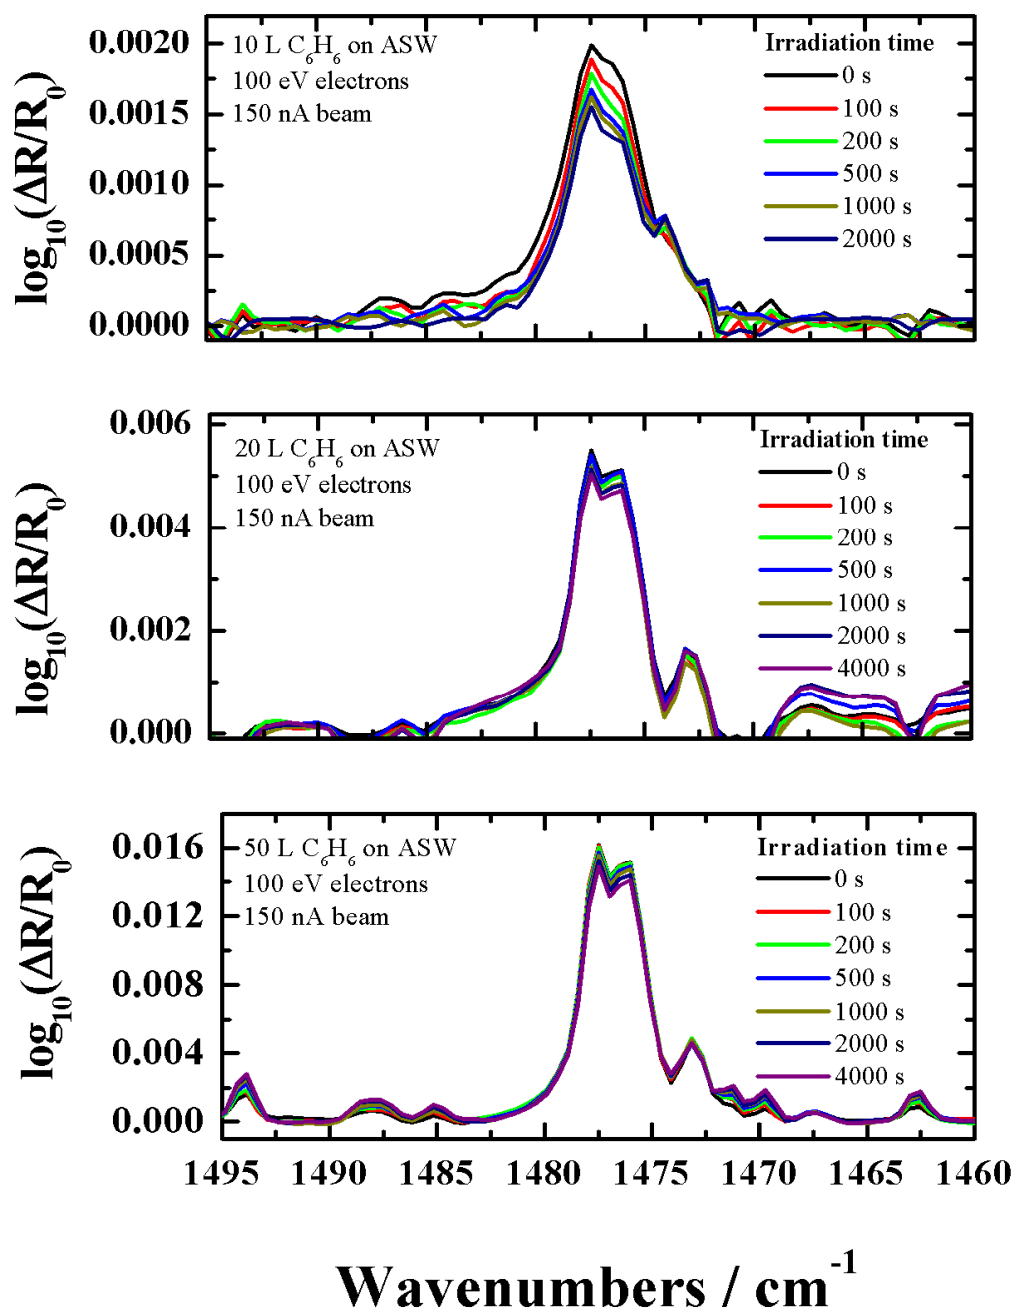 10 L C6H6 on ASW
100 eV electrons
150 nA beam
Irradiation time
0 s
100 s
200 s
500 s
1000 s
2000 s
log10(ΔR/R0)
0.0020
0.0015
0.0010
0.0005
0.0000
20 L C6H6 on ASW
100 eV electrons
150 nA beam
Irradiation time
0 s
100 s
200 s
500 s
1000 s
2000 s
4000 s
log10(ΔR/R0)
0.006
0.004
0.002
0.000
50 L C6H6 on ASW
100 eV electrons
150 nA beam
Irradiation time
0 s
100 s
200 s
500 s
1000 s
2000 s
4000 s
log10(ΔR/R0)
0.016
0.012
0.008
0.004
0.000
1495 1490 1485 1480 1475 1470 1465 1460
Wavenumbers / cm-1